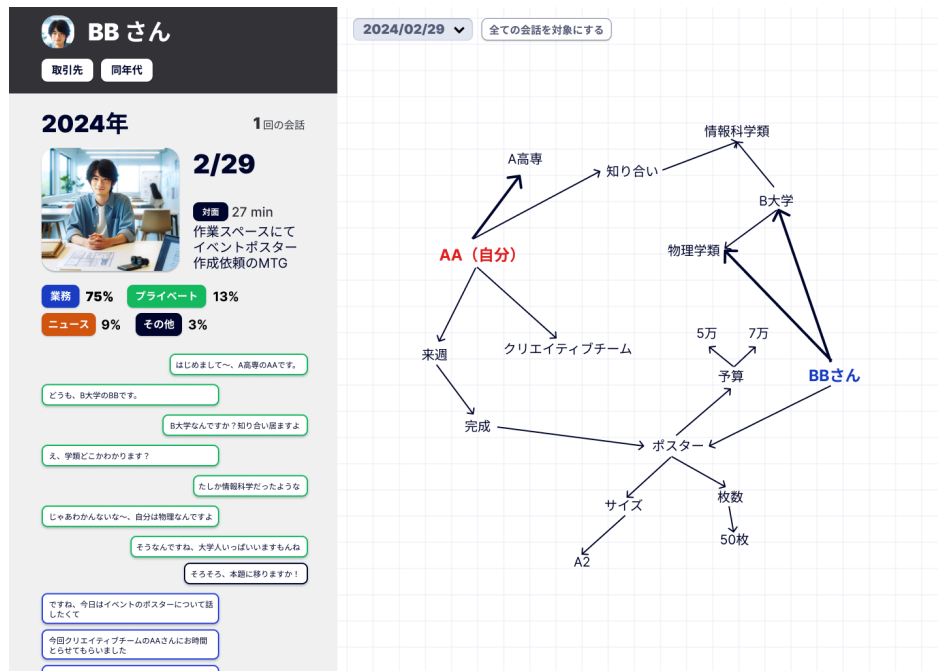 BB さん
取引先 同年代
2024年 1回の会話
2/29
対面 27 min
作業スペースにて
イベントポスター
作成依頼のMTG
業務 75% プライベート 13%
ニュース 9% その他 3%
はじめまして〜、A高専のAAです。
どうも、B大学のBBです。
B大学なんですか？知り合い居ますよ
え、学類どこかわかります？
たしか情報科学だったような
じゃあわかんないな〜、自分は物理なんですよ
そうなんですね、大学人いっぱいいますもんね
そろそろ、本題に移りますか！
ですね、今日はイベントのポスターについて話
したくて
今回クリエイティブチームのAAさんにお時間
とらせてもらいました
2024/02/29 全ての会話を対象にする
情報科学類
A高専
知り合い
B大学
AA（自分）
物理学類
5万 7万
来週
クリエイティブチーム
予算
BBさん
完成
ポスター
サイズ
枚数
50枚
A2